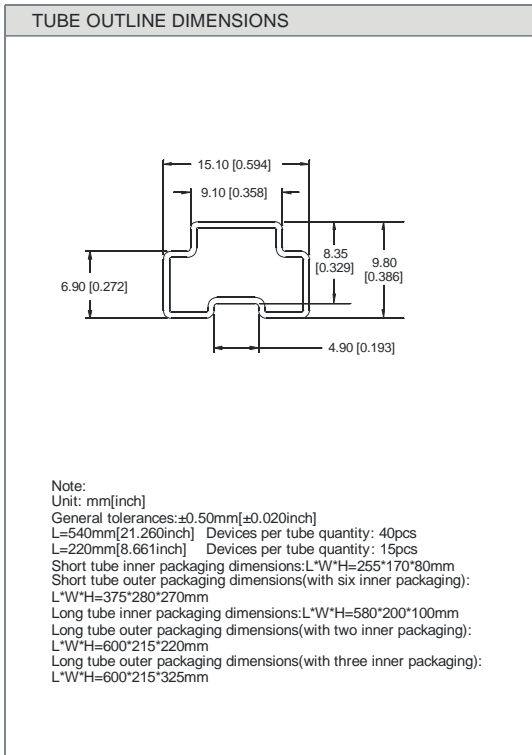 TUBE OUTLINE DIMENSIONS
15.10 [0.594]
9.10 [0.358]
8.35
[0.329]
9.80
[0.386]
6.90 [0.272]
4.90 [0.193]
Note:
Unit: mm[inch]
General tolerances:±0.50mm[±0.020inch]
L=540mm[21.260inch] Devices per tube quantity: 40pcs
L=220mm[8.661inch] Devices per tube quantity: 15pcs
Short tube inner packaging dimensions:L*W*H=255*170*80mm
Short tube outer packaging dimensions(with six inner packaging):
L*W*H=375*280*270mm
Long tube inner packaging dimensions:L*W*H=580*200*100mm
Long tube outer packaging dimensions(with two inner packaging):
L*W*H=600*215*220mm
Long tube outer packaging dimensions(with three inner packaging):
L*W*H=600*215*325mm